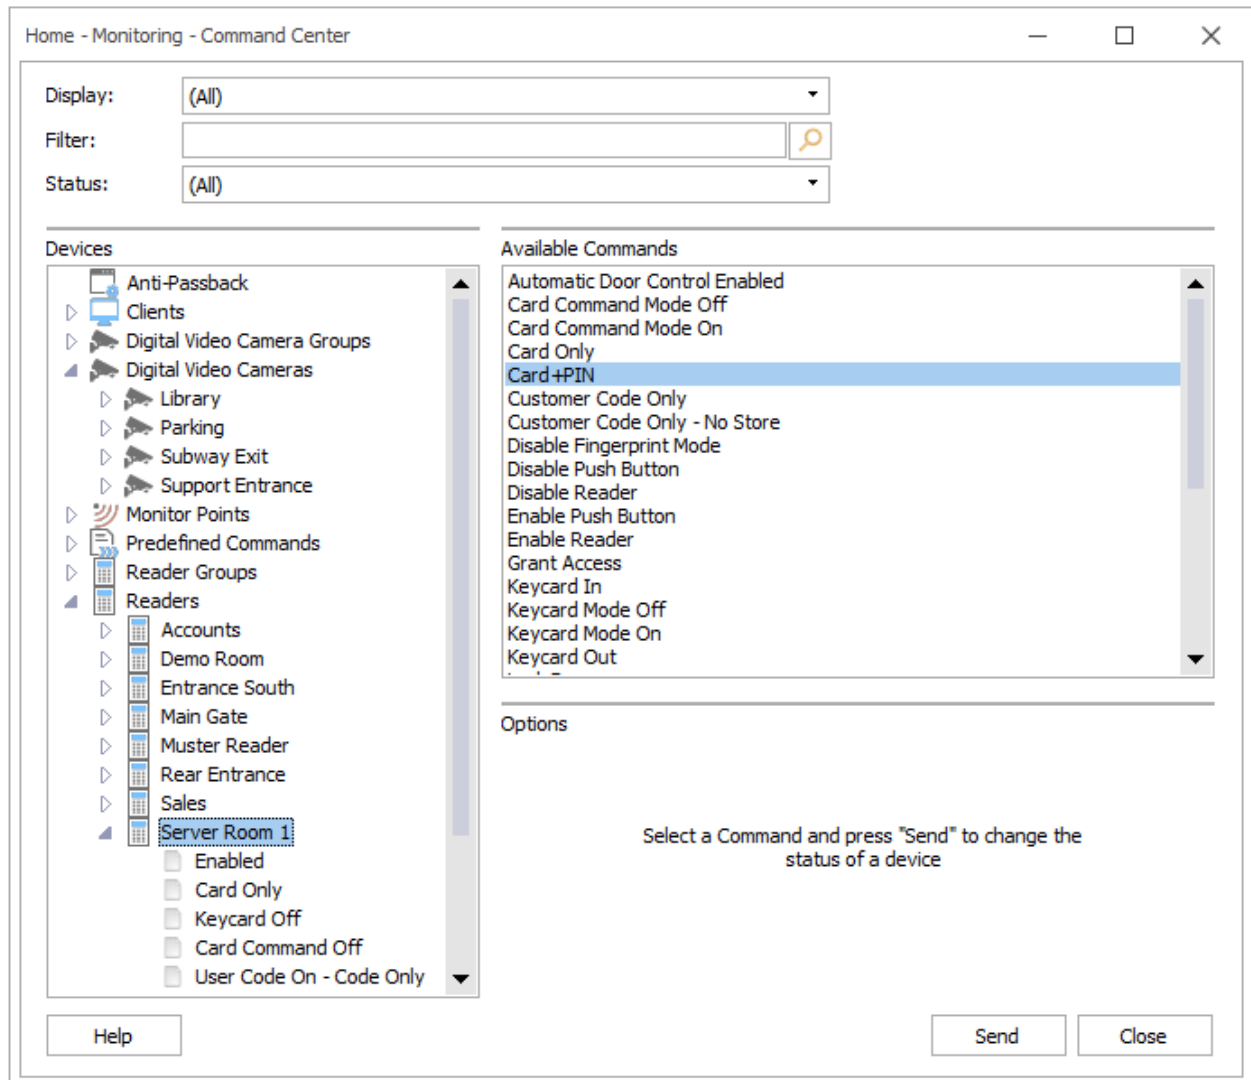 Home - Monitoring - Command Center
Display:
(All)
Filter:
Status:
(All)
Devices
Anti-Passback
Clients
Digital Video Camera Groups
Digital Video Cameras
Library
Parking
Subway Exit
Support Entrance
Monitor Points
Predefined Commands
Reader Groups
Readers
Accounts
Demo Room
Entrance South
Main Gate
Muster Reader
Rear Entrance
Sales
Server Room 1
Enabled
Card Only
Keycard Off
Card Command Off
User Code On - Code Only
Available Commands
Automatic Door Control Enabled
Card Command Mode Off
Card Command Mode On
Card Only
Card+PIN
Customer Code Only
Customer Code Only - No Store
Disable Fingerprint Mode
Disable Push Button
Disable Reader
Enable Push Button
Enable Reader
Grant Access
Keycard In
Keycard Mode Off
Keycard Mode On
Keycard Out
Options
Select a Command and press "Send" to change the
status of a device
Help
Send
Close